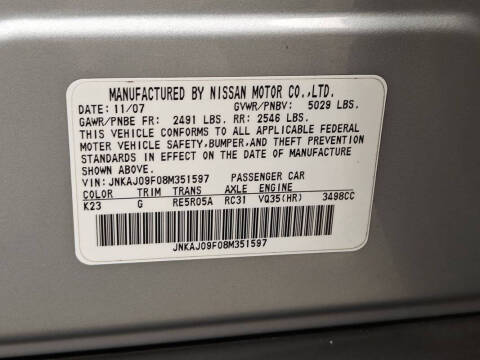 MANUFACTURED BY NISSAN MOTOR CO.,LTD.
DATE: 11/07 GVWR/PNBV: 5029 LBS.
GAWR/PNBE FR: 2491 LBS. RR: 2546 LBS.
THIS VEHICLE CONFORMS TO ALL APPLICABLE FEDERAL
MOTOR VEHICLE SAFETY,BUMPER,AND THEFT PREVENTION
STANDARDS IN EFFECT ON THE DATE OF MANUFACTURE
SHOWN ABOVE.
VIN: JNKAJ09F08M351597 PASSENGER CAR
COLOR TRIM TRANS AXLE ENGINE
K23 G RE5R05A RC31 VQ35(HR) 3498CC
JNKAJ09F08M351597